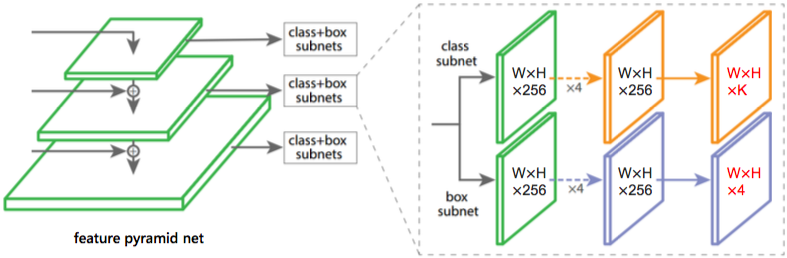 class+box
subnets
class+box
subnets
class+box
subnets
feature pyramid net
class
subnet
W×H
×256
×4
W×H
×256
W×H
×K
W×H
×256
×4
W×H
×256
W×H
×4
box
subnet